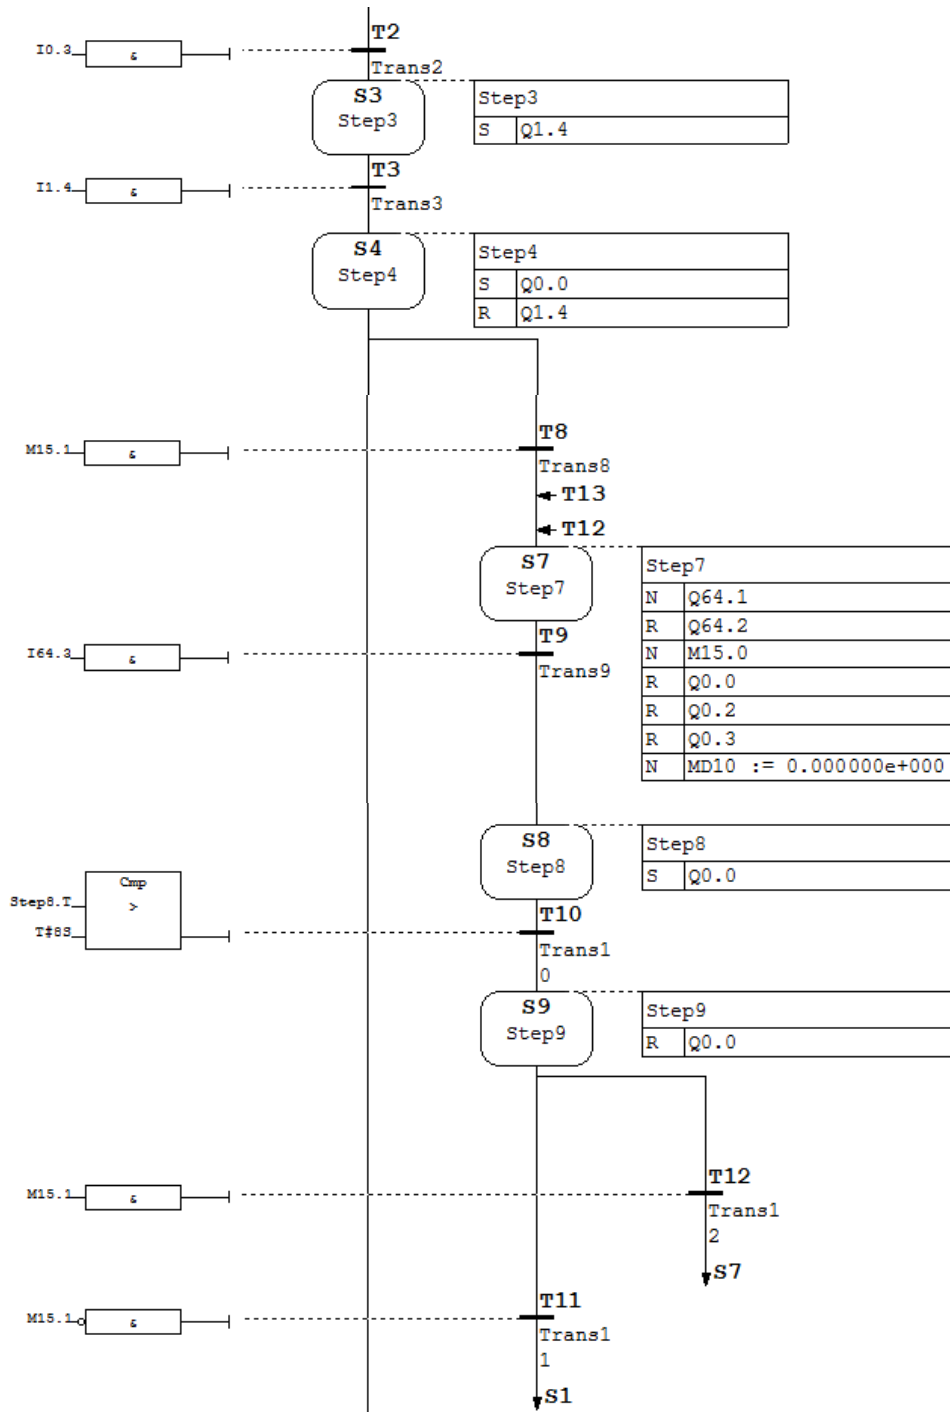 T2
I0.3
&
Trans2
S3
Step3
Step3
S Q1.4
T3
I1.4
&
Trans3
S4
Step4
Step4
S Q0.0
R Q1.4
T8
M15.1
&
Trans8
T13
T12
S7
Step7
Step7
N Q64.1
R Q64.2
N M15.0
R Q0.0
R Q0.2
R Q0.3
N MD10 := 0.000000e+000
T9
I64.3
&
Trans9
S8
Step8
Step8
S Q0.0
Cmp
>
Step8.T
T#8S
T10
Trans1
0
S9
Step9
Step9
R Q0.0
T12
M15.1
&
Trans1
2
S7
T11
M15.1
&
Trans1
1
S1